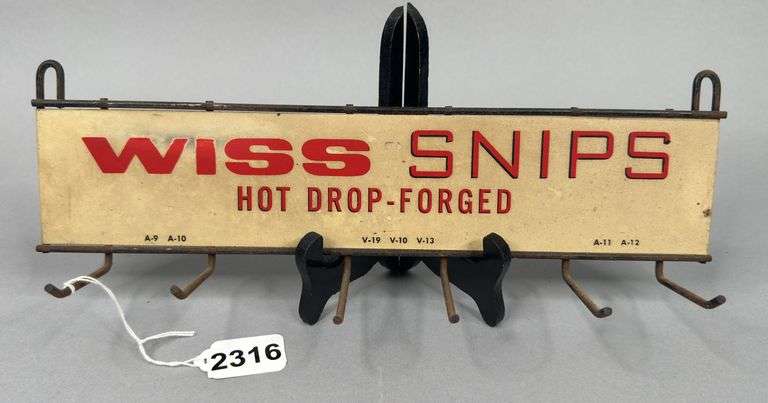 WISS SNIPS
HOT DROP-FORGED
A-9 A-10 V-19 V-10 V-13 A-11 A-12
2316